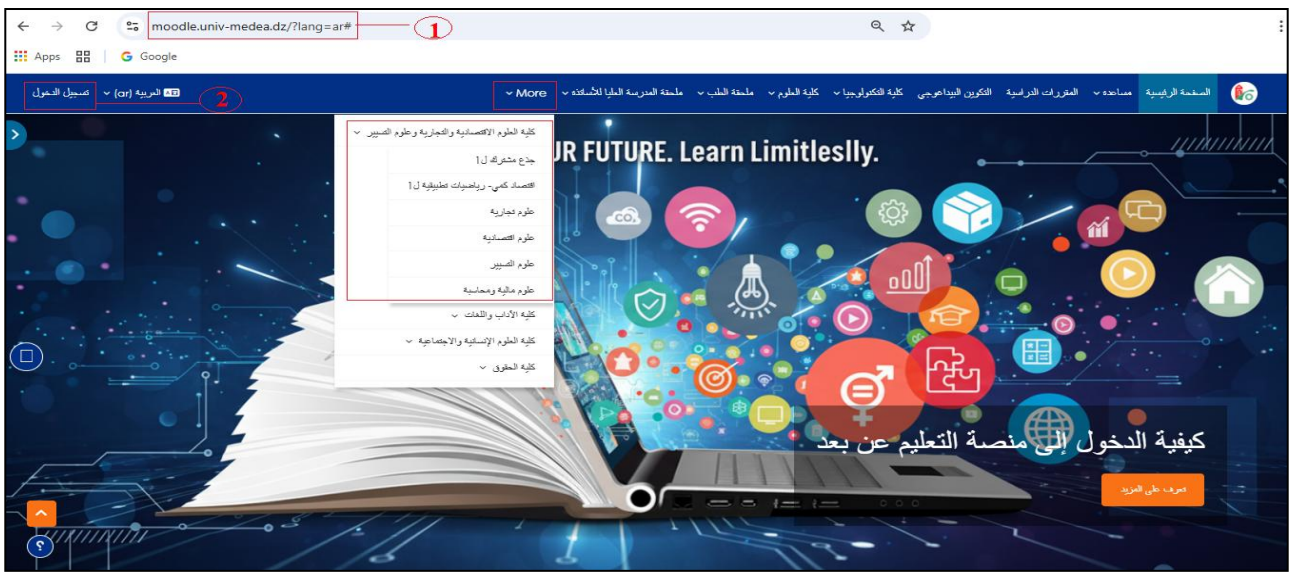 moodle.univ-medea.dz/?lang=ar#
1
Apps
Google
الصفحة الرئيسية
مساعدة
المقررات الدراسية
التكوين البيداغوجي
كلية التكنولوجيا
كلية العلوم
ملحقة الطب
ملحقة المدرسة العليا للأساتذة
More
2
العربية ‎(ar)‎
تسجيل الدخول
كلية العلوم الاقتصادية والتجارية وعلوم التسيير
جذع مشترك ل1
اقتصاد كمي- رياضيات تطبيقية ل1
علوم تجارية
علوم اقتصادية
علوم التسيير
علوم مالية ومحاسبة
كلية الآداب واللغات
كلية العلوم الإنسانية والاجتماعية
كلية الحقوق
UR FUTURE. Learn Limitleslly.
CO₂
كيفية الدخول إلى منصة التعليم عن بعد
تعرف على المزيد
?